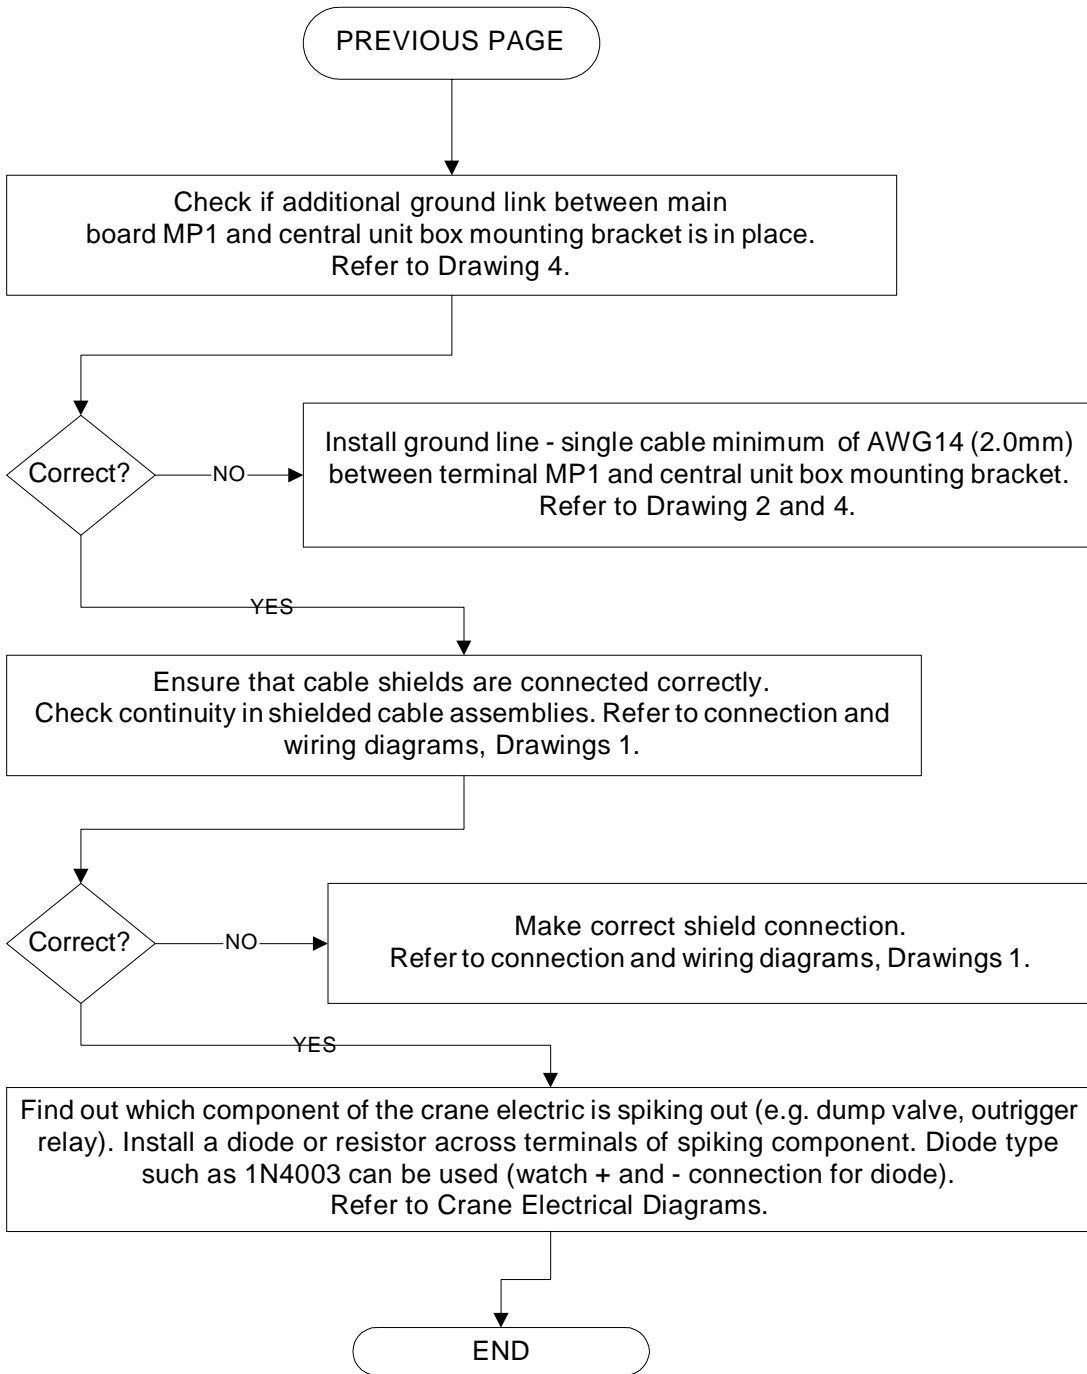 PREVIOUS PAGE
Check if additional ground link between main
board MP1 and central unit box mounting bracket is in place.
Refer to Drawing 4.
Correct?
NO
Install ground line - single cable minimum of AWG14 (2.0mm)
between terminal MP1 and central unit box mounting bracket.
Refer to Drawing 2 and 4.
YES
Ensure that cable shields are connected correctly.
Check continuity in shielded cable assemblies. Refer to connection and
wiring diagrams, Drawings 1.
Correct?
NO
Make correct shield connection.
Refer to connection and wiring diagrams, Drawings 1.
YES
Find out which component of the crane electric is spiking out (e.g. dump valve, outrigger
relay). Install a diode or resistor across terminals of spiking component. Diode type
such as 1N4003 can be used (watch + and - connection for diode).
Refer to Crane Electrical Diagrams.
END